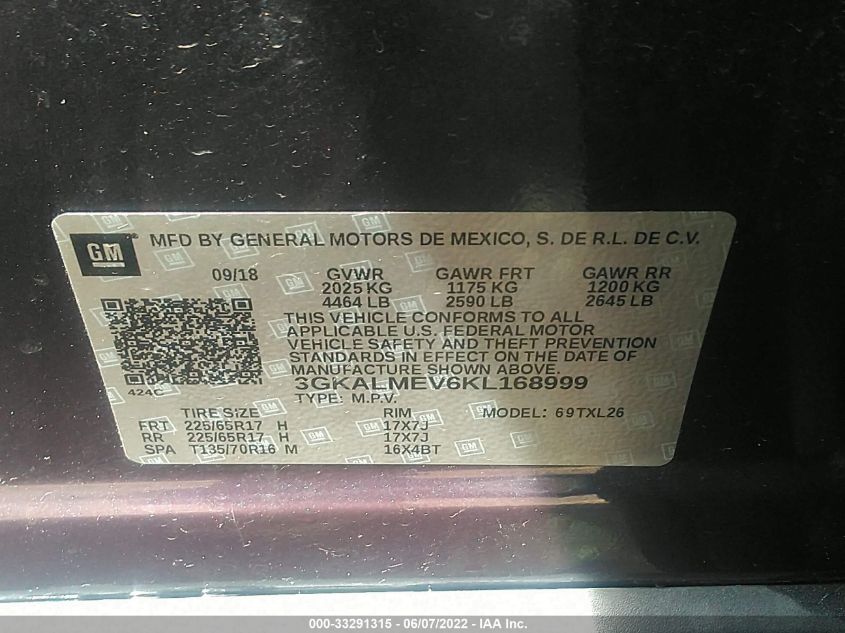 GM MFD BY GENERAL MOTORS DE MEXICO, S. DE R.L. DE C.V.
09/18 GVWR GAWR FRT GAWR RR
2025 KG 1175 KG 1200 KG
4464 LB 2590 LB 2645 LB
THIS VEHICLE CONFORMS TO ALL
APPLICABLE U.S. FEDERAL MOTOR
VEHICLE SAFETY AND THEFT PREVENTION
STANDARDS IN EFFECT ON THE DATE OF
MANUFACTURE SHOWN ABOVE.
424C 3GKALMEV6KL168999
TYPE: M.P.V. MODEL: 69TXL26
TIRE SIZE RIM
FRT 225/65R17 H 17X7J
RR 225/65R17 H 17X7J
SPA T135/70R16 M 16X4BT
000-33291315 - 06/07/2022 - IAA Inc.